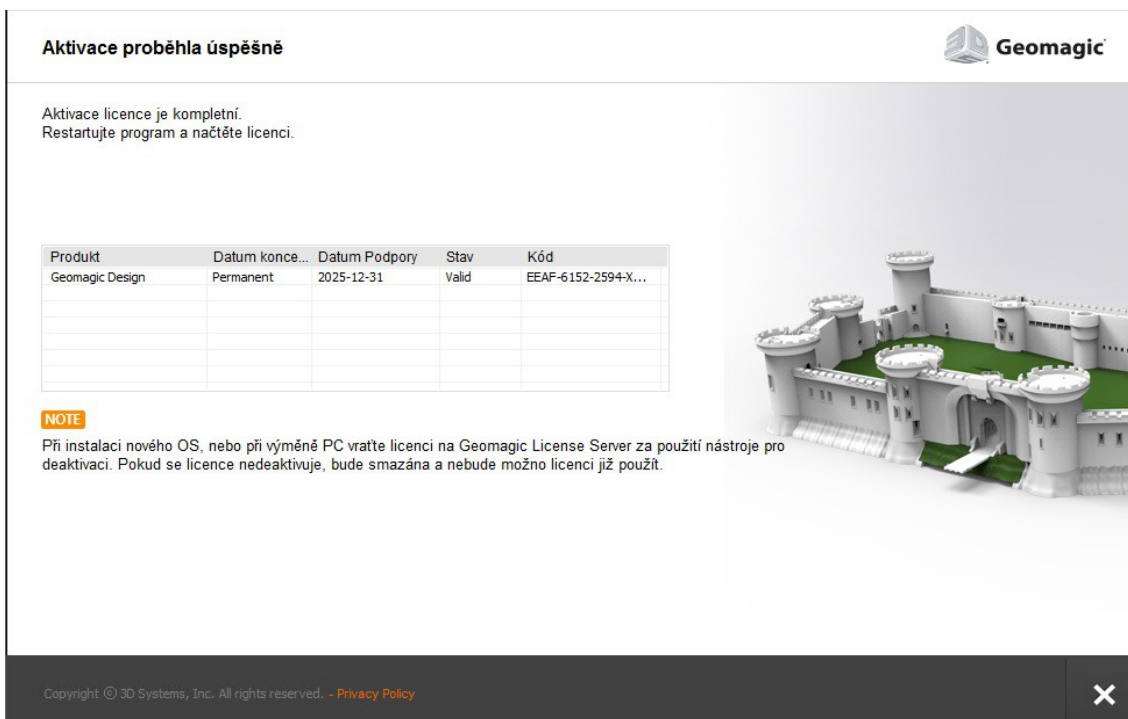 Aktivace proběhla úspěšně
3D Geomagic
Aktivace licence je kompletní.
Restartujte program a načtěte licenci.
Produkt Datum konce... Datum Podpory Stav Kód
Geomagic Design Permanent 2025-12-31 Valid EEAF-6152-2594-X...
NOTE
Při instalaci nového OS, nebo při výměně PC vraťte licenci na Geomagic License Server za použití nástroje pro
deaktivaci. Pokud se licence nedeaktivuje, bude smazána a nebude možno licenci již použít.
Copyright © 3D Systems, Inc. All rights reserved. - Privacy Policy